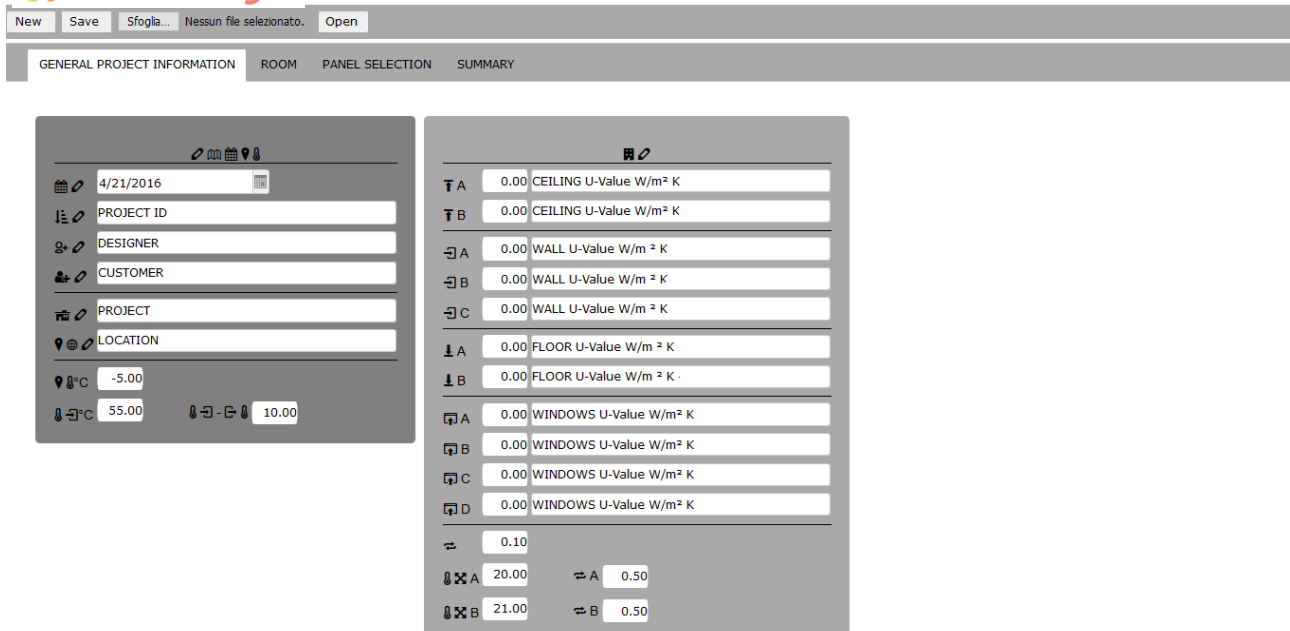 New Save Sfoglia... Nessun file selezionato. Open
GENERAL PROJECT INFORMATION ROOM PANEL SELECTION SUMMARY
4/21/2016
PROJECT ID
DESIGNER
CUSTOMER
PROJECT
LOCATION
°C -5.00
°C 55.00 - 10.00
A 0.00 CEILING U-Value W/m² K
B 0.00 CEILING U-Value W/m² K
A 0.00 WALL U-Value W/m ² K
B 0.00 WALL U-Value W/m ² K
C 0.00 WALL U-Value W/m ² K
A 0.00 FLOOR U-Value W/m ² K
B 0.00 FLOOR U-Value W/m ² K ·
A 0.00 WINDOWS U-Value W/m² K
B 0.00 WINDOWS U-Value W/m² K
C 0.00 WINDOWS U-Value W/m² K
D 0.00 WINDOWS U-Value W/m² K
0.10
A 20.00 A 0.50
B 21.00 B 0.50